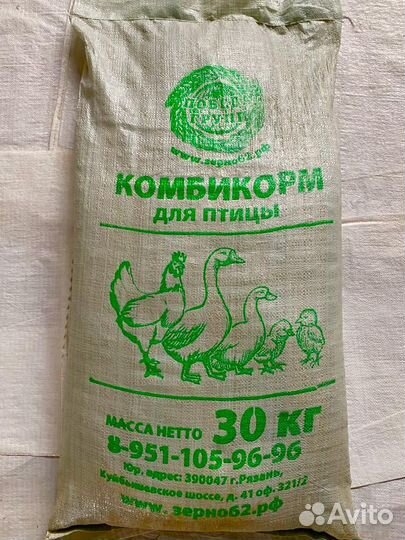 ГРУПП
www.зерно62.рф
КОМБИКОРМ
ДЛЯ ПТИЦЫ
МАССА НЕТТО 30 КГ
8-951-105-96-96
Юр. адрес: 390047 г.Рязань,
Куйбышевское шоссе, д. 41 оф. 321/2
www.зерно62.рф
Avito